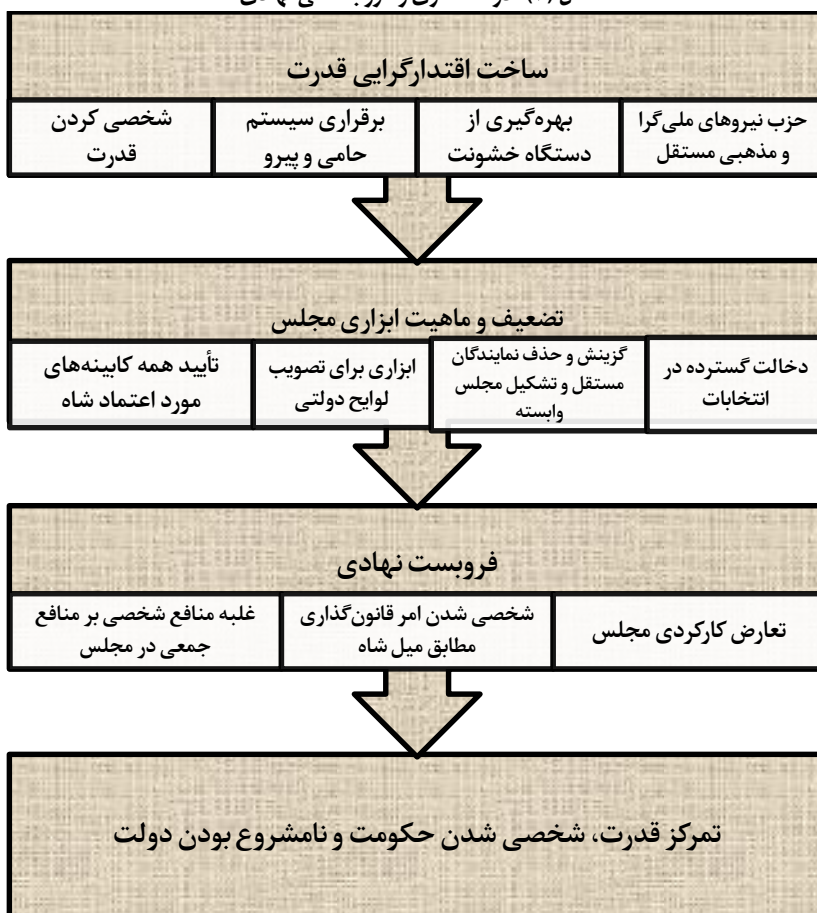 ساخت اقتدارگرایی قدرت
حزب نیروهای ملی‌گرا
و مذهبی مستقل
بهره‌گیری از
دستگاه خشونت
برقراری سیستم
حامی و پیرو
شخصی کردن
قدرت
تضعیف و ماهیت ابزاری مجلس
دخالت گسترده در
انتخابات
گزینش و حذف نمایندگان
مستقل و تشکیل مجلس
وابسته
ابزاری برای تصویب
لوایح دولتی
تأیید همه کابینه‌های
مورد اعتماد شاه
فروبست نهادی
تعارض کارکردی مجلس
شخصی شدن امر قانون‌گذاری
مطابق میل شاه
غلبه منافع شخصی بر منافع
جمعی در مجلس
تمرکز قدرت، شخصی شدن حکومت و نامشروع بودن دولت